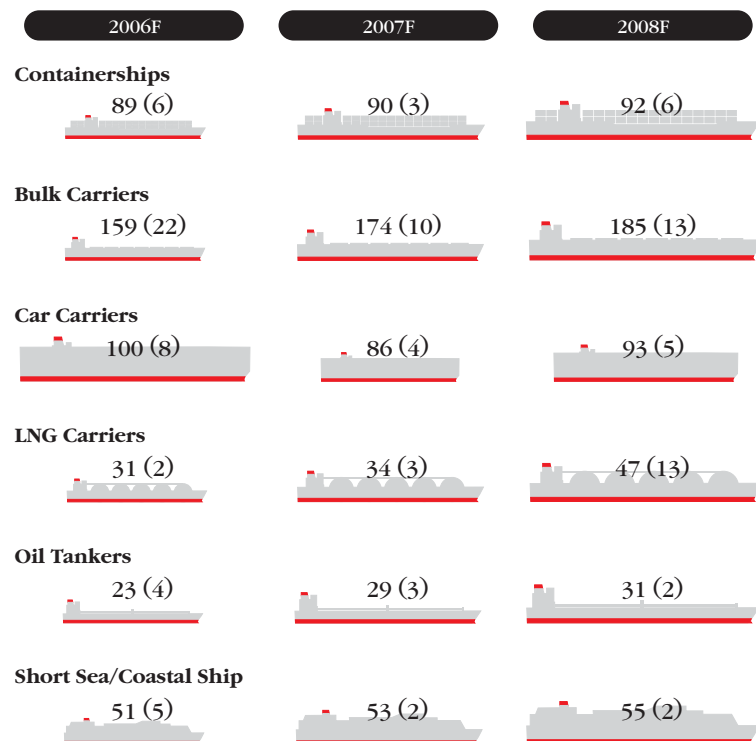 2006F 2007F 2008F
Containerships
89 (6) 90 (3) 92 (6)
Bulk Carriers
159 (22) 174 (10) 185 (13)
Car Carriers
100 (8) 86 (4) 93 (5)
LNG Carriers
31 (2) 34 (3) 47 (13)
Oil Tankers
23 (4) 29 (3) 31 (2)
Short Sea/Coastal Ship
51 (5) 53 (2) 55 (2)